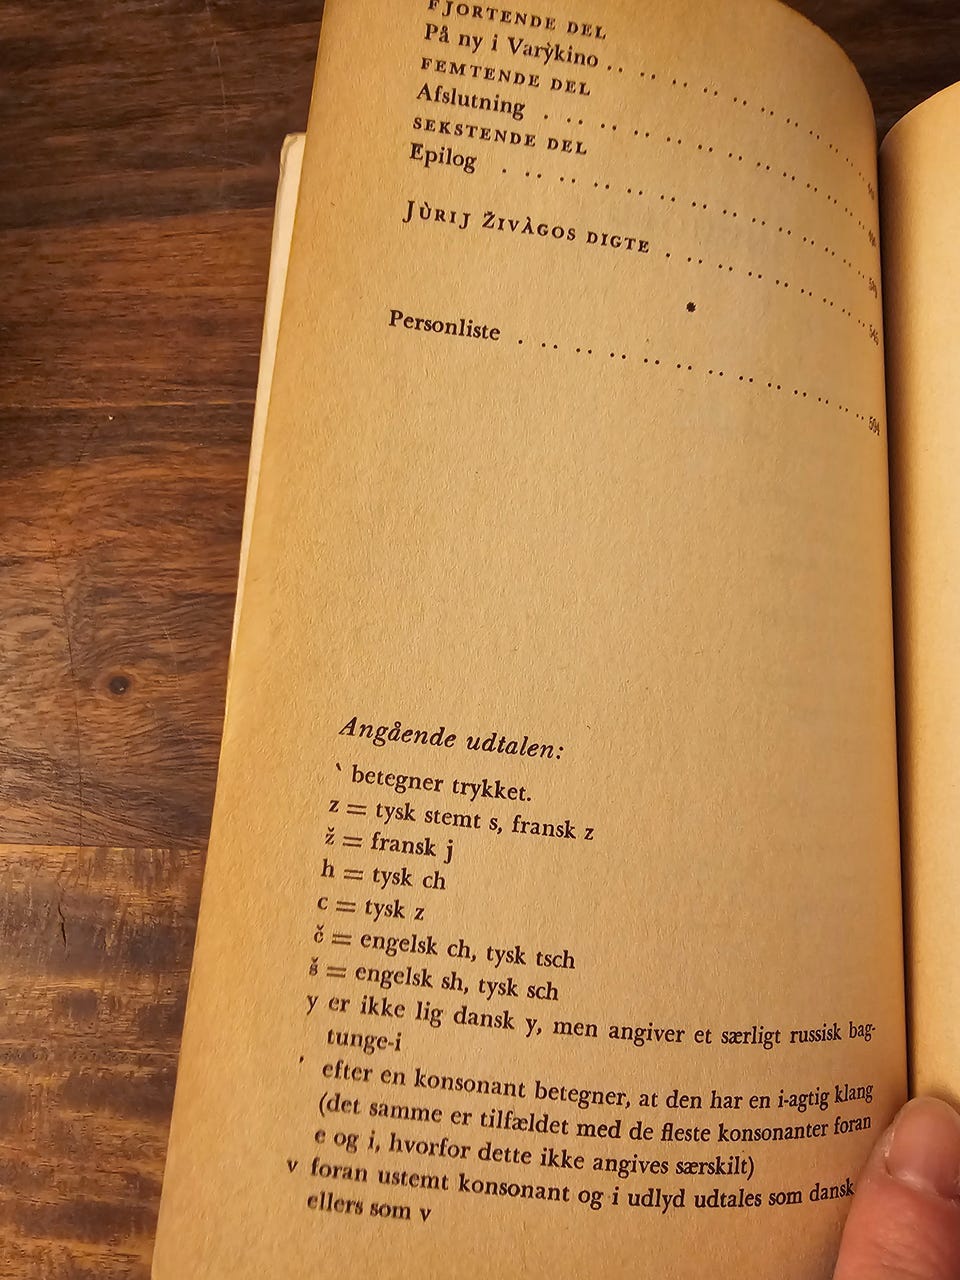 FJORTENDE DEL
På ny i Varỳkino . . . . . . . . . . . . . . . . . .
FEMTENDE DEL
Afslutning . . . . . . . . . . . . . . . . . . . .
SEKSTENDE DEL
Epilog . . . . . . . . . . . . . . . . . . . . . .
JÙRIJ ŽIVÀGOS DIGTE . . . . . . . . . . . . . . 545
*
Personliste . . . . . . . . . . . . . . . . . . . . 594
Angående udtalen:
ˋ betegner trykket.
z = tysk stemt s, fransk z
ž = fransk j
h = tysk ch
c = tysk z
č = engelsk ch, tysk tsch
š = engelsk sh, tysk sch
y er ikke lig dansk y, men angiver et særligt russisk bag-
tunge-i
' efter en konsonant betegner, at den har en i-agtig klang
(det samme er tilfældet med de fleste konsonanter foran
e og i, hvorfor dette ikke angives særskilt)
v foran ustemt konsonant og i udlyd udtales som dansk
ellers som v